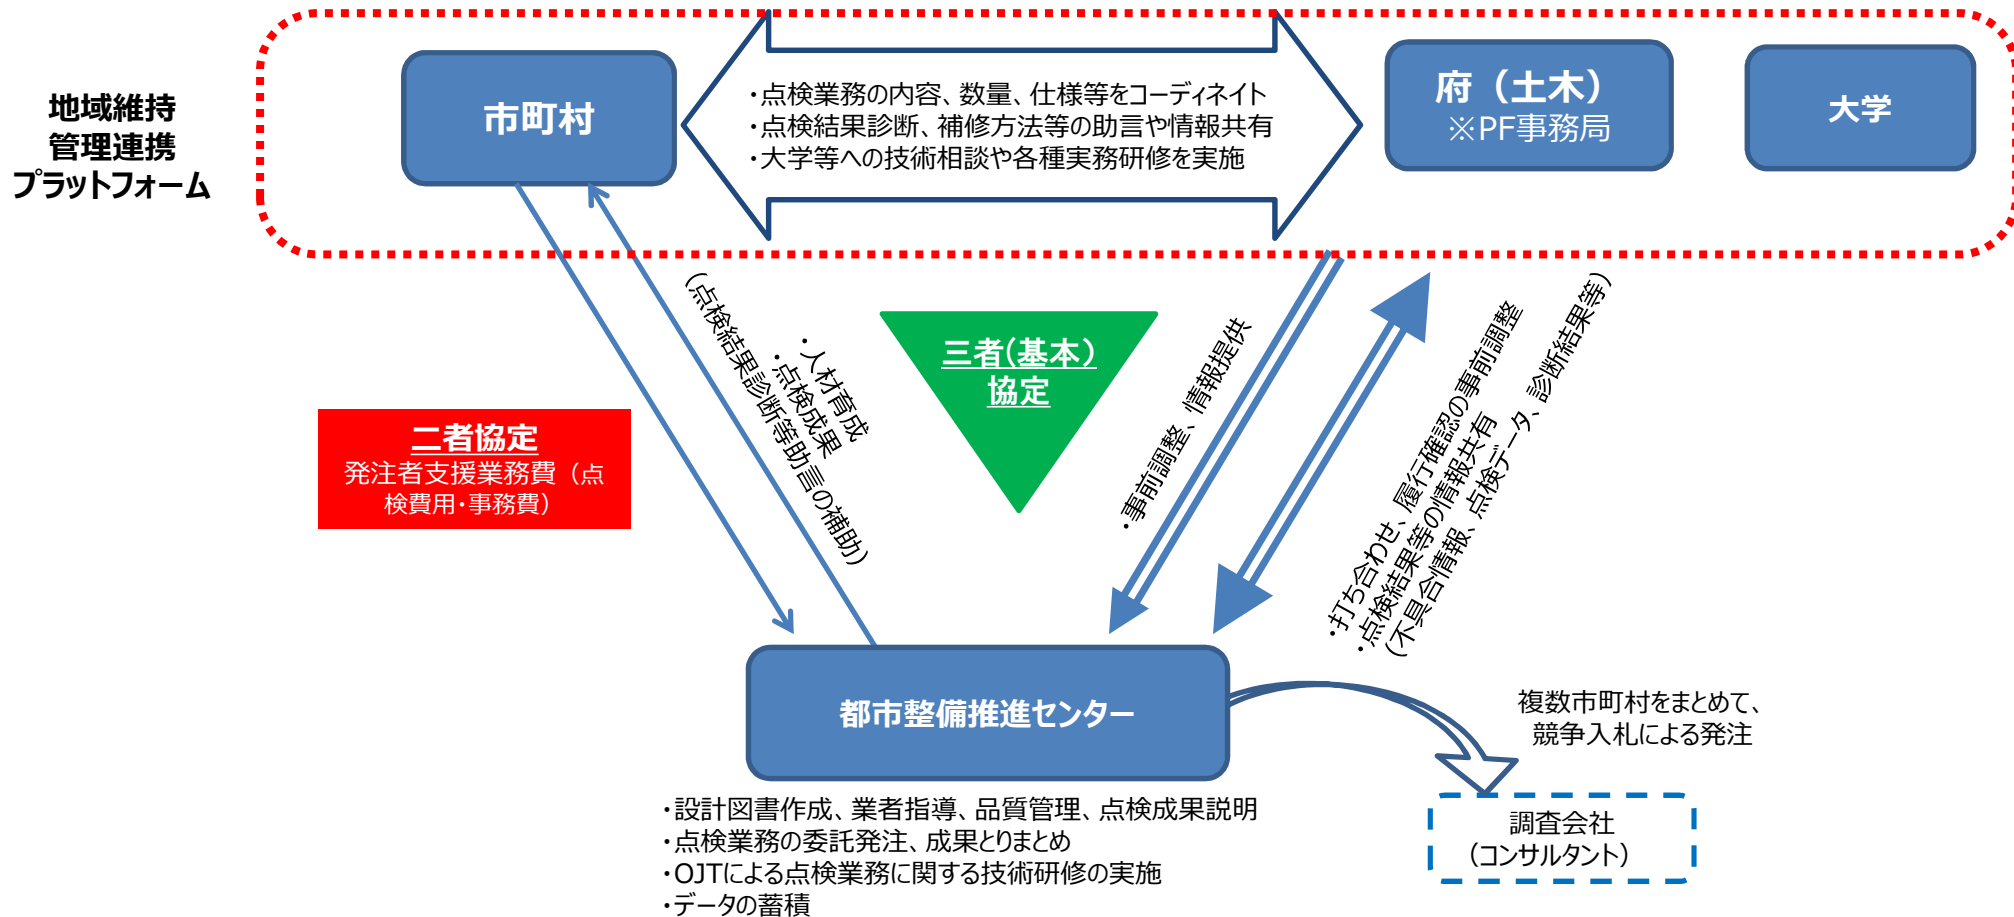 地域維持
管理連携
プラットフォーム
市町村
・点検業務の内容、数量、仕様等をコーディネイト
・点検結果診断、補修方法等の助言や情報共有
・大学等への技術相談や各種実務研修を実施
府（土木）
※PF事務局
大学
・人材育成
・点検成果
（点検結果診断等助言の補助）
三者(基本）
協定
二者協定
発注者支援業務費（点
検費用・事務費）
・事前調整、情報提供
・打ち合わせ、履行確認の事前調整
・点検結果等の情報共有
（不具合情報、点検データ、診断結果等）
都市整備推進センター
複数市町村をまとめて、
競争入札による発注
調査会社
（コンサルタント）
・設計図書作成、業者指導、品質管理、点検成果説明
・点検業務の委託発注、成果とりまとめ
・OJTによる点検業務に関する技術研修の実施
・データの蓄積